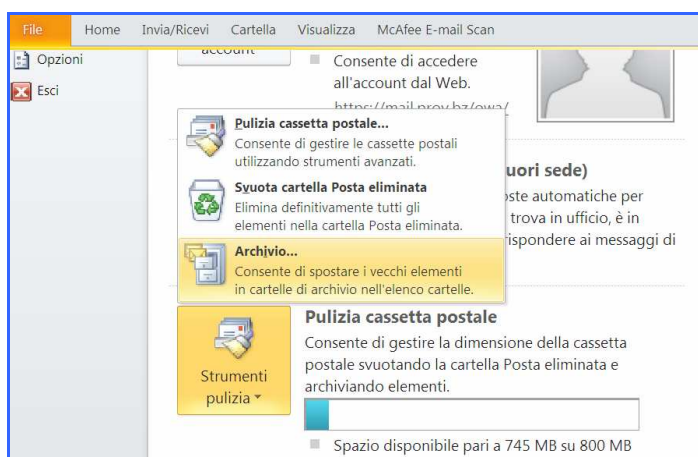 File Home Invia/Ricevi Cartella Visualizza McAfee E-mail Scan
Opzioni
Esci
account
Consente di accedere
all'account dal Web.
https://mail.prov.bz/owa/
Pulizia cassetta postale...
Consente di gestire le cassette postali
utilizzando strumenti avanzati.
Svuota cartella Posta eliminata
Elimina definitivamente tutti gli
elementi nella cartella Posta eliminata.
Archivio...
Consente di spostare i vecchi elementi
in cartelle di archivio nell'elenco cartelle.
uori sede)
ste automatiche per
trova in ufficio, è in
ispondere ai messaggi di
Strumenti
pulizia
Pulizia cassetta postale
Consente di gestire la dimensione della cassetta
postale svuotando la cartella Posta eliminata e
archiviando elementi.
Spazio disponibile pari a 745 MB su 800 MB